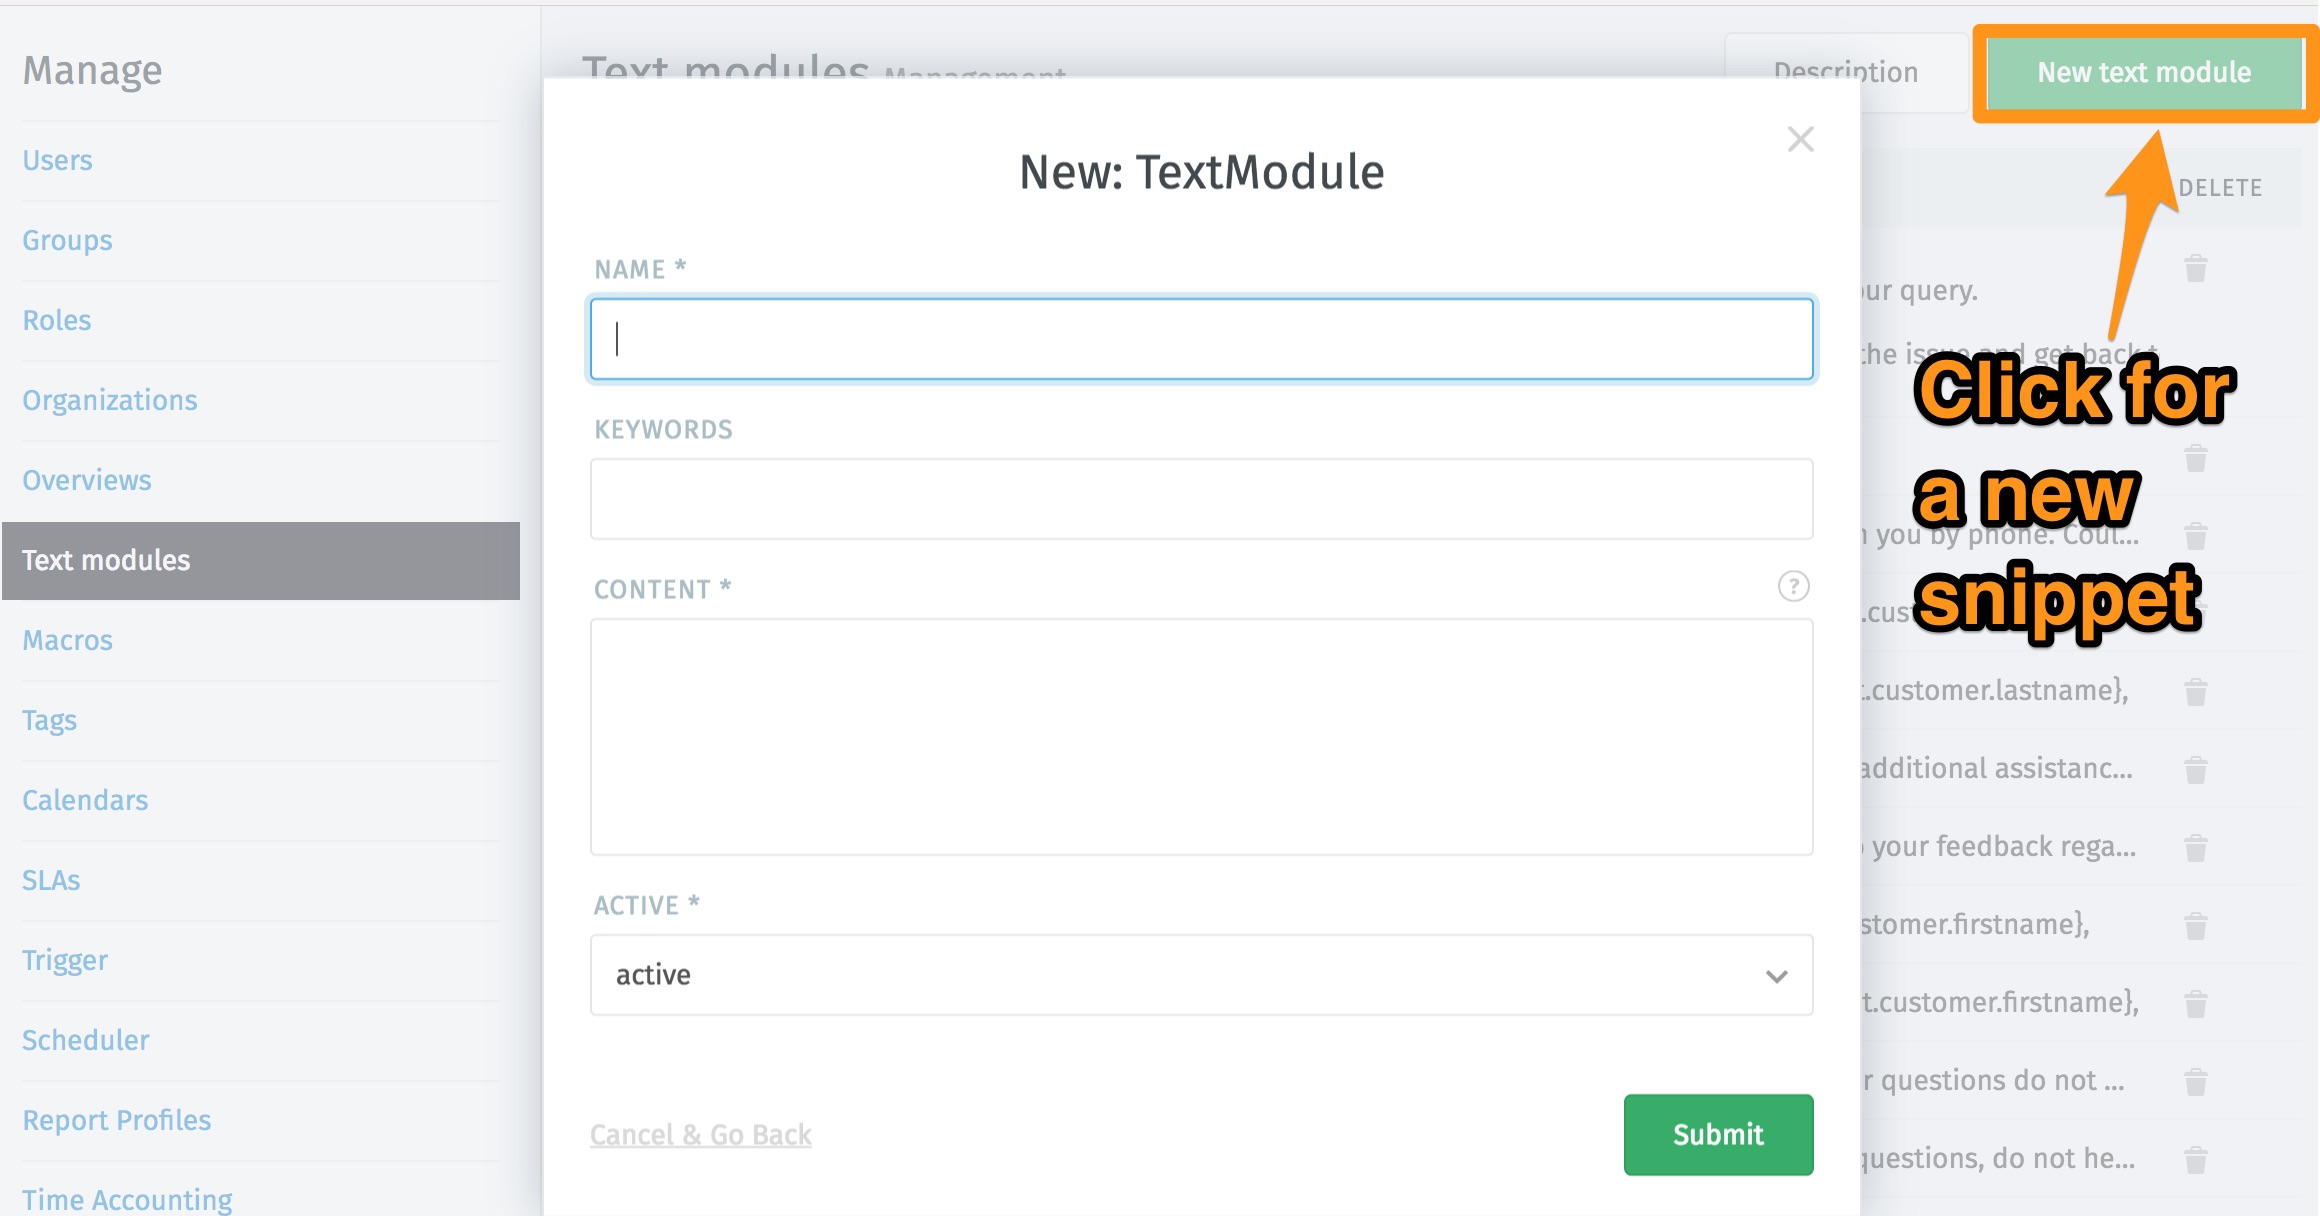 Manage
Users
Groups
Roles
Organizations
Overviews
Text modules
Macros
Tags
Calendars
SLAs
Trigger
Scheduler
Report Profiles
Time Accounting
Text modules Management
Description
New text module
New: TextModule
NAME *
KEYWORDS
CONTENT *
?
ACTIVE *
active
Cancel & Go Back
Submit
DELETE
ur query.
the issue and get back t
Click for
a new
you by phone. Coul...
snippet
.cus
t.customer.lastname},
additional assistanc...
your feedback rega...
stomer.firstname},
t.customer.firstname},
r questions do not ...
questions, do not he...